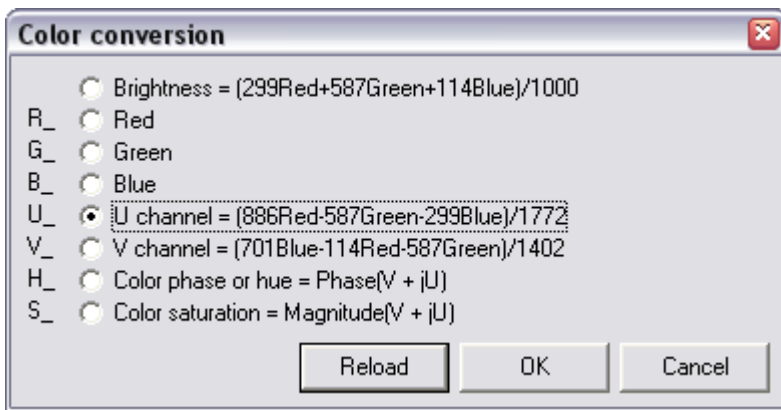 Color conversion
Brightness = (299Red+587Green+114Blue)/1000
R_ Red
G_ Green
B_ Blue
U_ U channel = (886Red-587Green-299Blue)/1772
V_ V channel = (701Blue-114Red-587Green)/1402
H_ Color phase or hue = Phase(V + jU)
S_ Color saturation = Magnitude(V + jU)
Reload OK Cancel